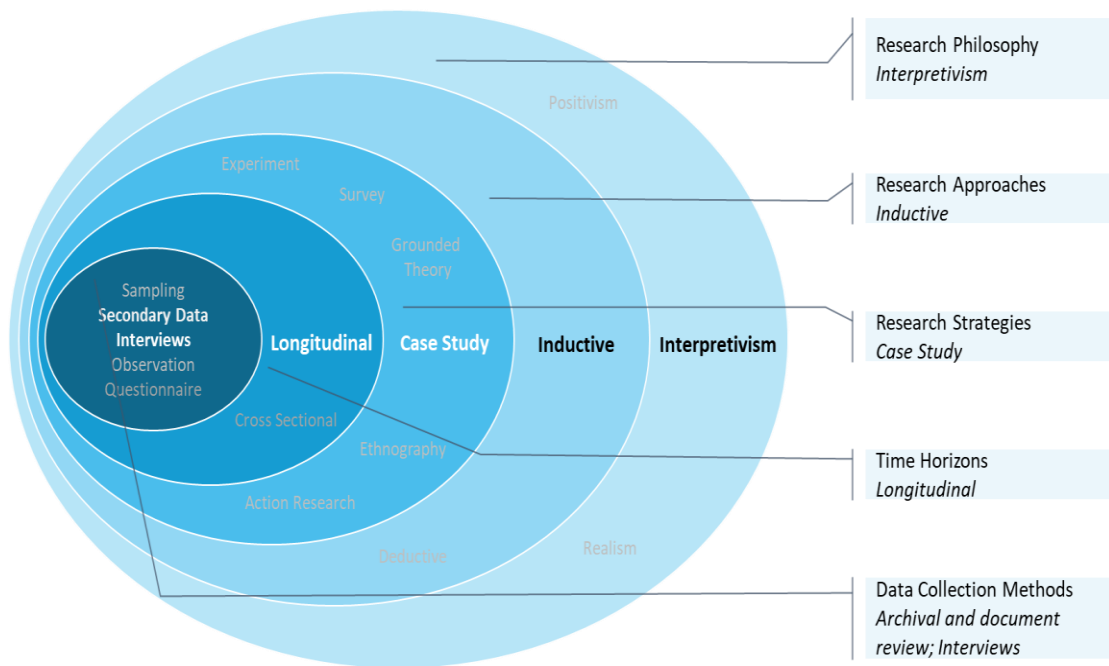 Positivism
Experiment
Survey
Grounded
Theory
Sampling
Secondary Data
Interviews
Observation
Questionnaire
Longitudinal
Case Study
Inductive
Interpretivism
Cross Sectional
Ethnography
Action Research
Deductive
Realism
Research Philosophy
Interpretivism
Research Approaches
Inductive
Research Strategies
Case Study
Time Horizons
Longitudinal
Data Collection Methods
Archival and document
review; Interviews